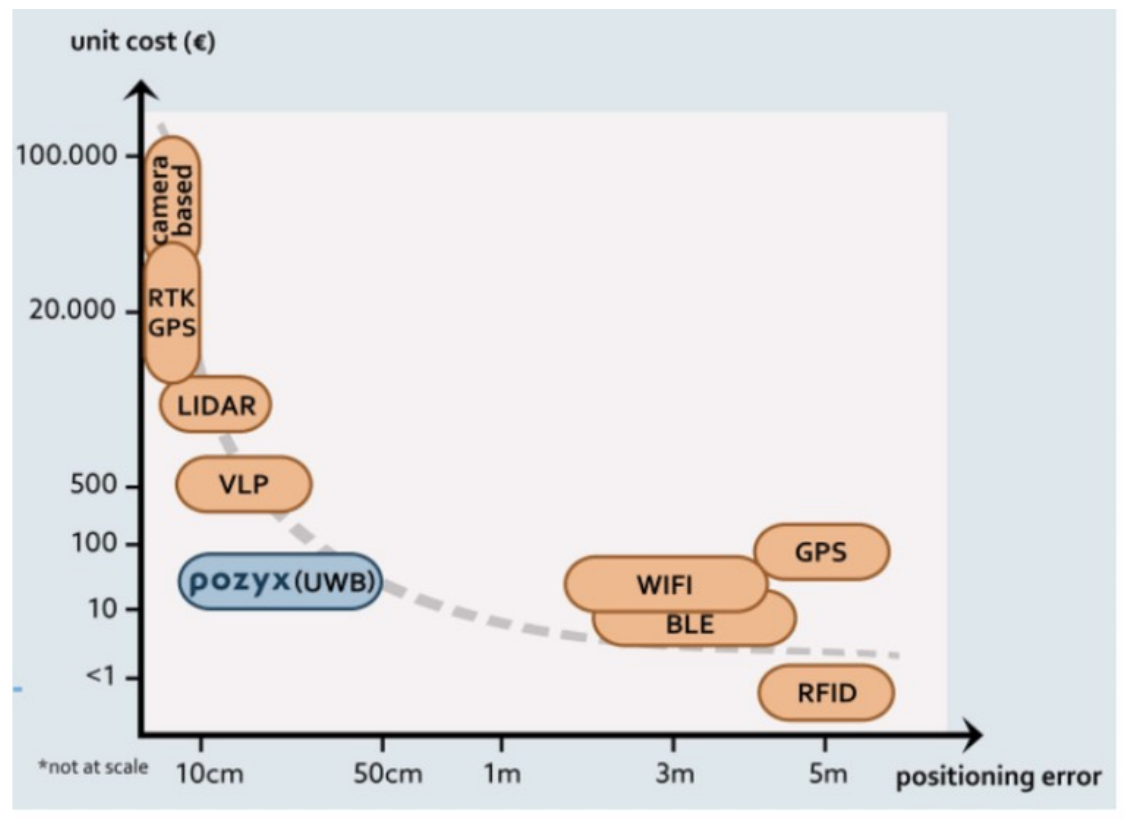 unit cost (€)
100.000
camera
based
20.000
RTK
GPS
LIDAR
500
VLP
100
GPS
pozyx(UWB)
WIFI
10
BLE
<1
RFID
*not at scale
10cm
50cm
1m
3m
5m
positioning error